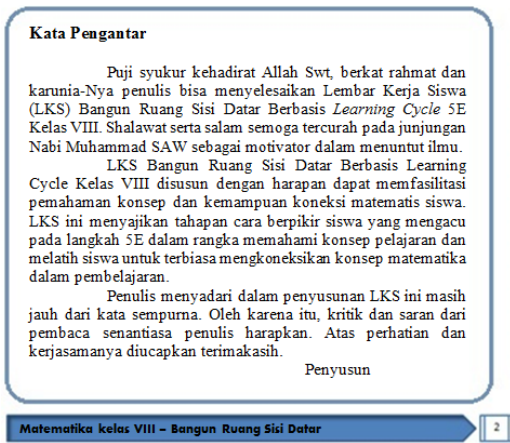 Kata Pengantar
Puji syukur kehadirat Allah Swt, berkat rahmat dan
karunia-Nya penulis bisa menyelesaikan Lembar Kerja Siswa
(LKS) Bangun Ruang Sisi Datar Berbasis Learning Cycle 5E
Kelas VIII. Shalawat serta salam semoga tercurah pada junjungan
Nabi Muhammad SAW sebagai motivator dalam menuntut ilmu.
LKS Bangun Ruang Sisi Datar Berbasis Learning
Cycle Kelas VIII disusun dengan harapan dapat memfasilitasi
pemahaman konsep dan kemampuan koneksi matematis siswa.
LKS ini menyajikan tahapan cara berpikir siswa yang mengacu
pada langkah 5E dalam rangka memahami konsep pelajaran dan
melatih siswa untuk terbiasa mengkoneksikan konsep matematika
dalam pembelajaran.
Penulis menyadari dalam penyusunan LKS ini masih
jauh dari kata sempurna. Oleh karena itu, kritik dan saran dari
pembaca senantiasa penulis harapkan. Atas perhatian dan
kerjasamanya diucapkan terimakasih.
Penyusun
Matematika kelas VIII – Bangun Ruang Sisi Datar
2